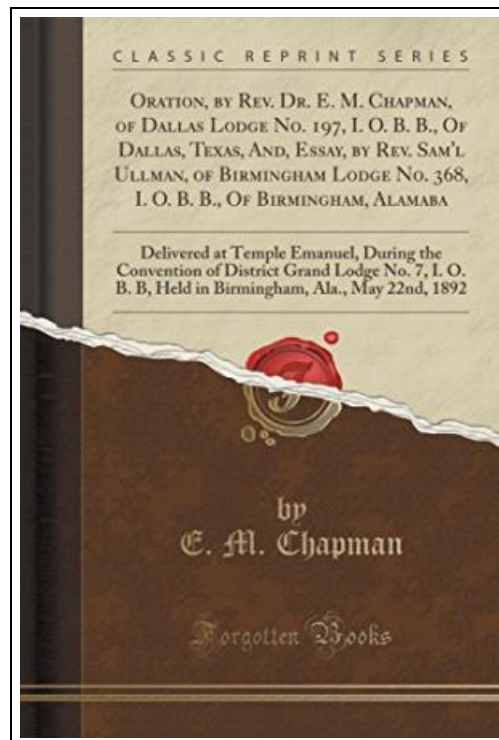 CLASSIC REPRINT SERIES
ORATION, BY REV. DR. E. M. CHAPMAN,
OF DALLAS LODGE NO. 197, I. O. B. B., OF
DALLAS, TEXAS, AND, ESSAY, BY REV. SAM'L
ULLMAN, OF BIRMINGHAM LODGE NO. 368,
I. O. B. B., OF BIRMINGHAM, ALAMABA
Delivered at Temple Emanuel, During the
Convention of District Grand Lodge No. 7, I. O.
B. B, Held in Birmingham, Ala., May 22nd, 1892
by
E. M. Chapman
Forgotten Books